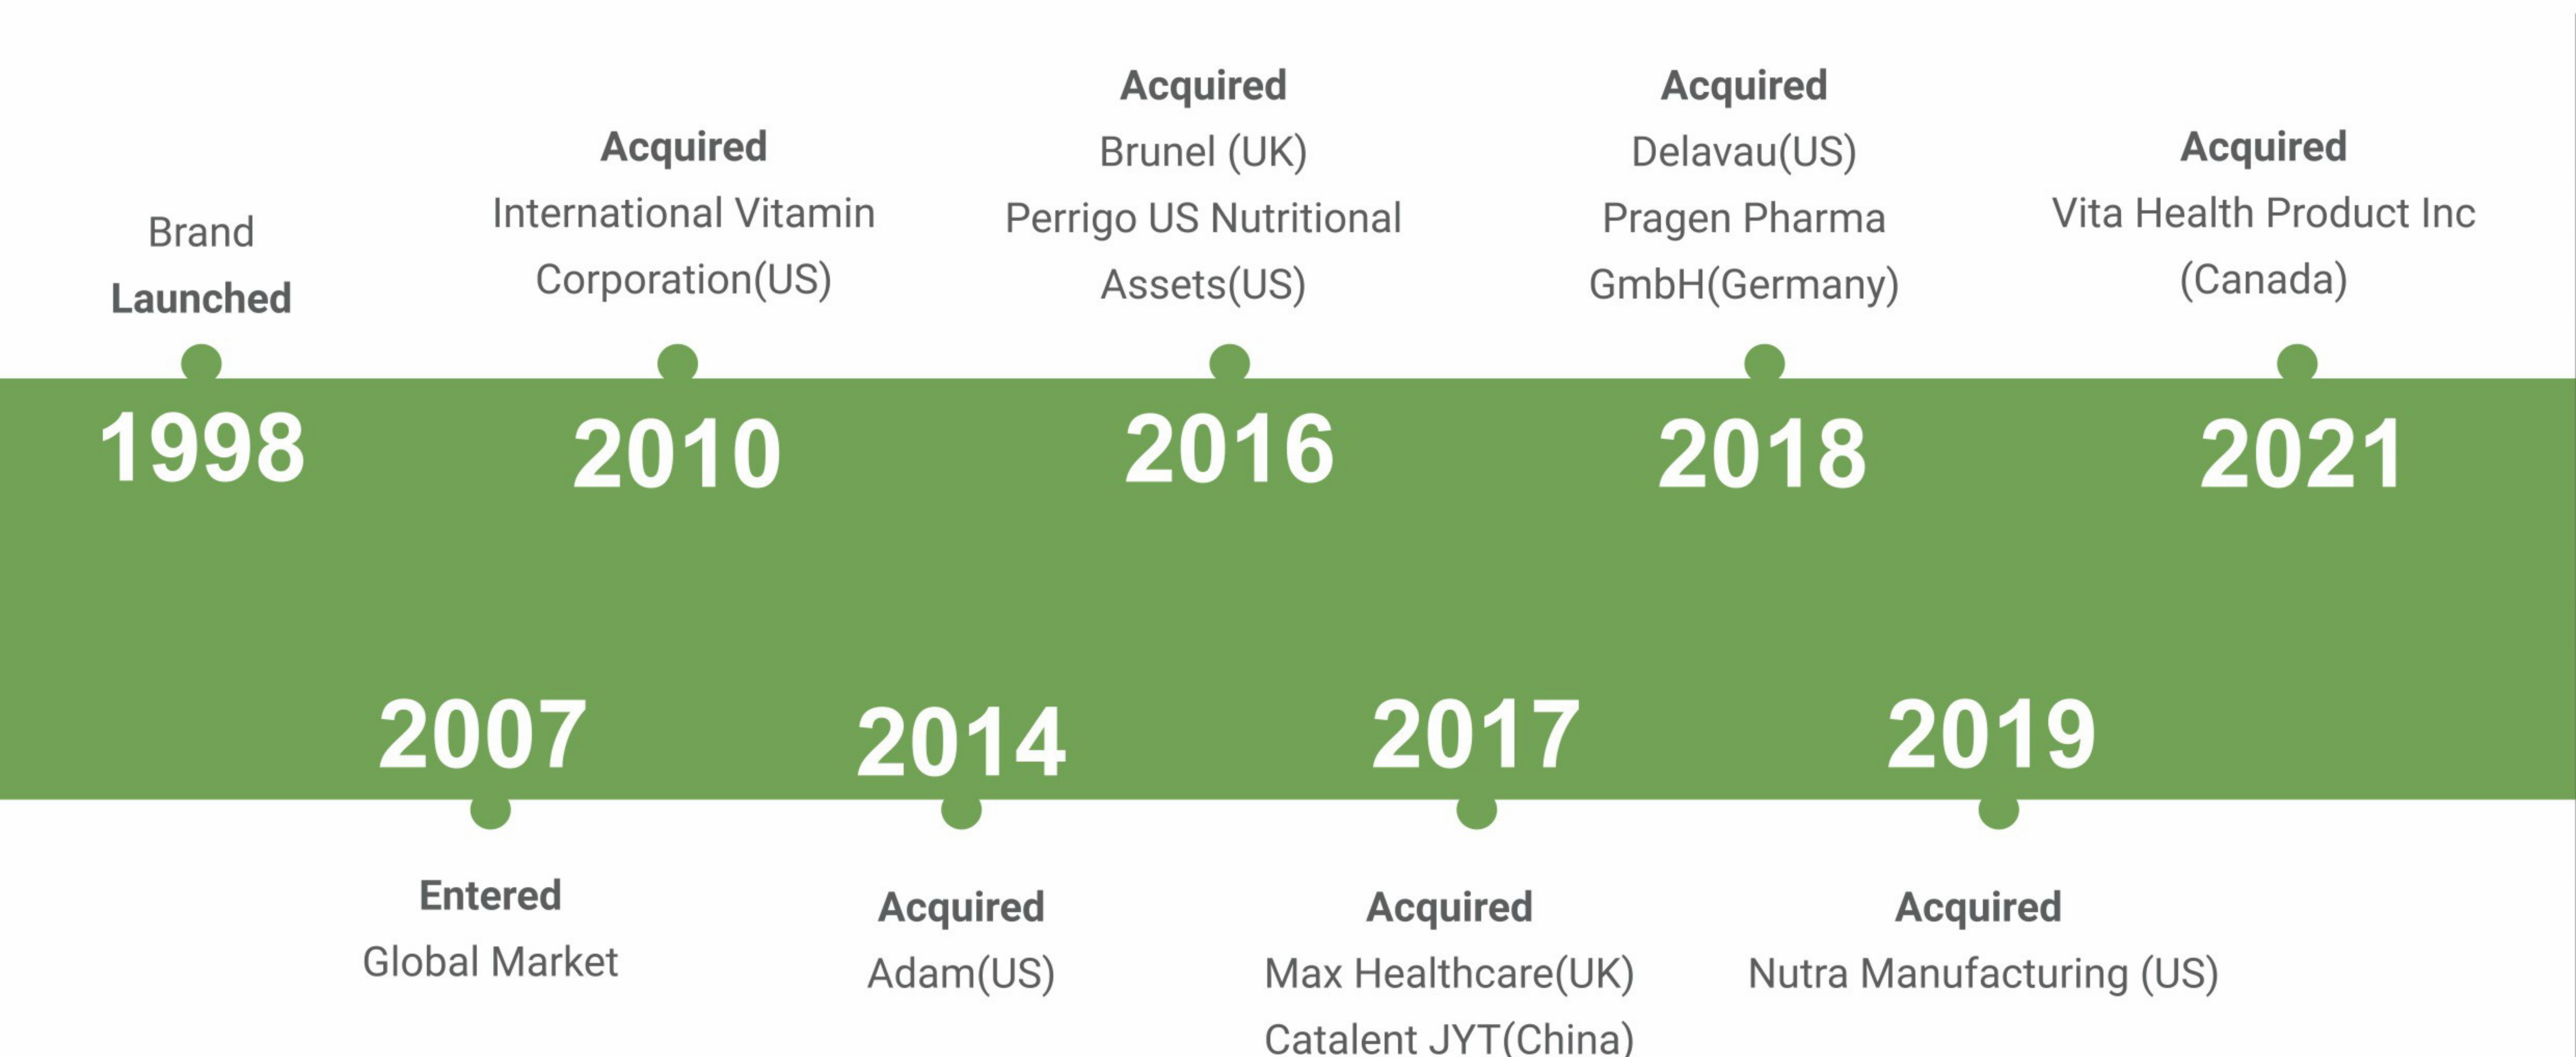 Brand
Launched
1998
Acquired
International Vitamin
Corporation(US)
2010
Acquired
Brunel (UK)
Perrigo US Nutritional
Assets(US)
2016
Acquired
Delavau(US)
Pragen Pharma
GmbH(Germany)
2018
Acquired
Vita Health Product Inc
(Canada)
2021
2007
Entered
Global Market
2014
Acquired
Adam(US)
2017
Acquired
Max Healthcare(UK)
Catalent JYT(China)
2019
Acquired
Nutra Manufacturing (US)